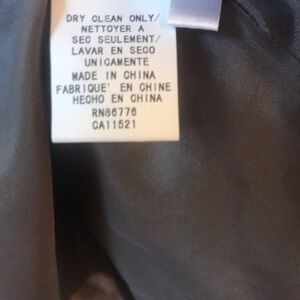 DRY CLEAN ONLY/
NETTOYER A
SEC SEULEMENT/
LAVAR EN SECO
UNICAMENTE
MADE IN CHINA
FABRIQUE' EN CHINE
HECHO EN CHINA
RN86776
CA11521